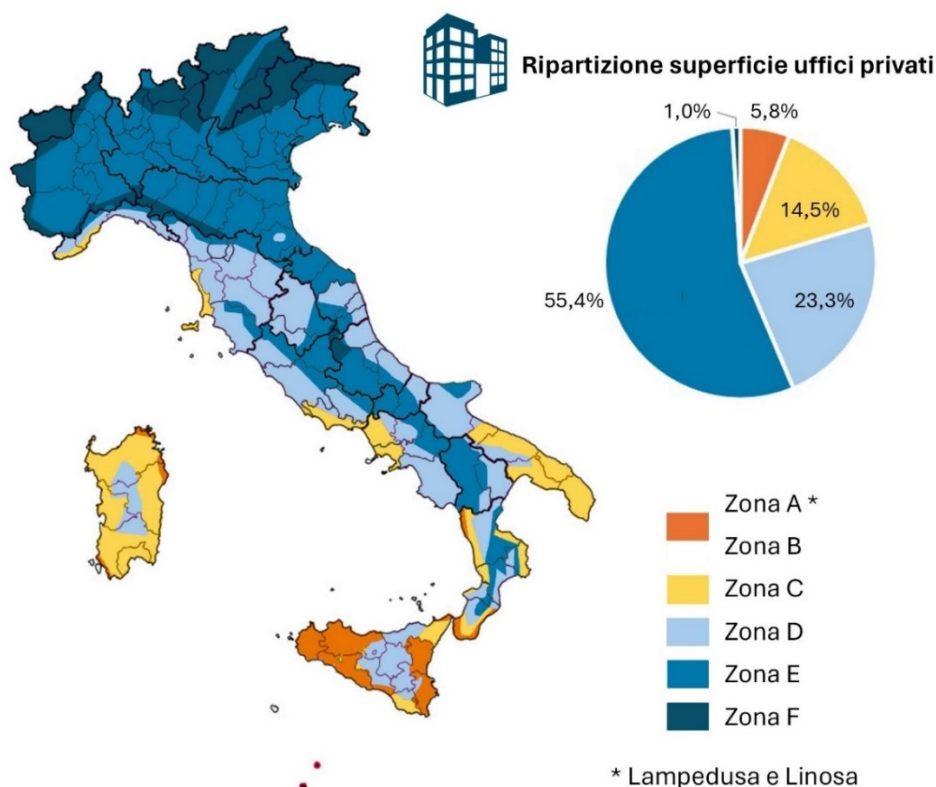 Ripartizione superficie uffici privati
1,0%
5,8%
14,5%
23,3%
55,4%
Zona A *
Zona B
Zona C
Zona D
Zona E
Zona F
* Lampedusa e Linosa